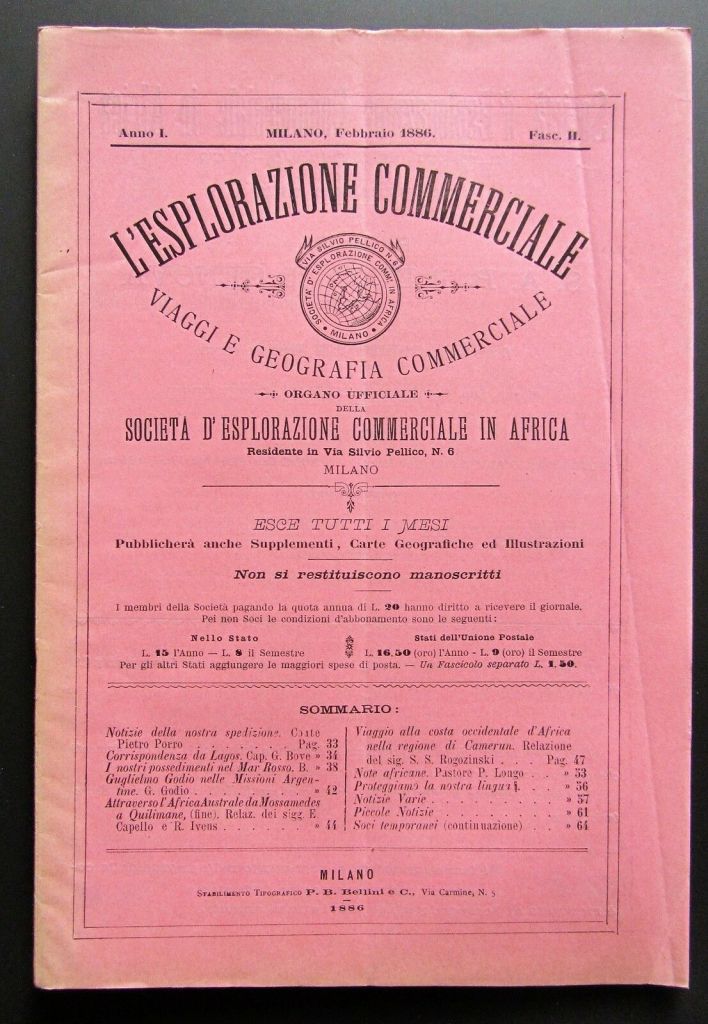 Anno I. MILANO, Febbraio 1886. Fasc. II.
L'ESPLORAZIONE COMMERCIALE
VIA SILVIO PELLICO N. 6
SOCIETA' D'ESPLORAZIONE COMM. IN AFRICA
• MILANO •
VIAGGI E GEOGRAFIA COMMERCIALE
ORGANO UFFICIALE
DELLA
SOCIETÀ D'ESPLORAZIONE COMMERCIALE IN AFRICA
Residente in Via Silvio Pellico, N. 6
MILANO
ESCE TUTTI I MESI
Pubblicherà anche Supplementi, Carte Geografiche ed Illustrazioni
Non si restituiscono manoscritti
I membri della Società pagando la quota annua di L. 20 hanno diritto a ricevere il giornale.
Pei non Soci le condizioni d'abbonamento sono le seguenti:
Nello Stato
L. 15 l'Anno — L. 8 il Semestre
Stati dell'Unione Postale
L. 16,50 (oro) l'Anno - L. 9 (oro) il Semestre
Per gli altri Stati aggiungere le maggiori spese di posta. — Un Fascicolo separato L. 1,50.
SOMMARIO:
Notizie della nostra spedizione. Conte
Pietro Porro . . . . . . . Pag. 33
Corrispondenza da Lagos. Cap. G. Bove » 34
I nostri possedimenti nel Mar Rosso. B. » 38
Guglielmo Godio nelle Missioni Argen-
tine. G. Godio . . . . . . . . » 42
Attraverso l'Africa Australe da Mossamedes
a Quilimane, (fine). Relaz. dei sigg. E
Capello e R. Ivens . . . . . . » 44
Viaggio alla costa occidentale d'Africa
nella regione di Camerun. Relazione
del sig. S. S. Rogozinski . . . . Pag. 47
Note africane. Pastore P. Longo . . . » 53
Proteggiamo la nostra lingua . . . » 56
Notizie Varie . . . . . . . . . » 57
Piccole Notizie . . . . . . . . . » 61
Soci temporanei (continuazione) . . » 64
MILANO
STABILIMENTO TIPOGRAFICO P. B. Bellini e C., Via Carmine, N. 5
1886